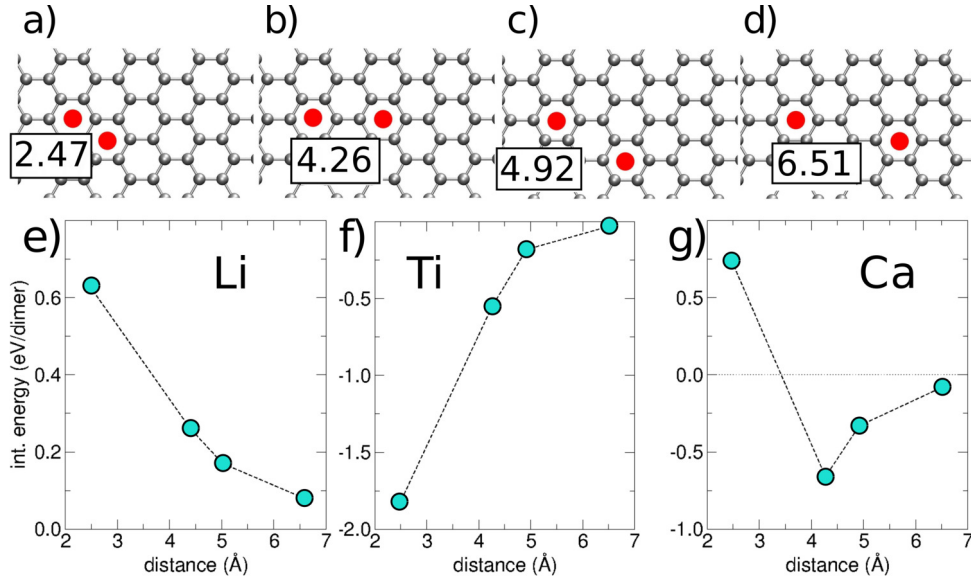 a) b) c) d)
2.47 4.26 4.92 6.51
e) Li f) Ti g) Ca
int. energy (eV/dimer)
0.6
0.4
0.2
0.0
2 3 4 5 6 7
distance (Å)
-0.5
-1.0
-1.5
-2.0
2 3 4 5 6 7
distance (Å)
0.5
0.0
-0.5
-1.0
2 3 4 5 6 7
distance (Å)